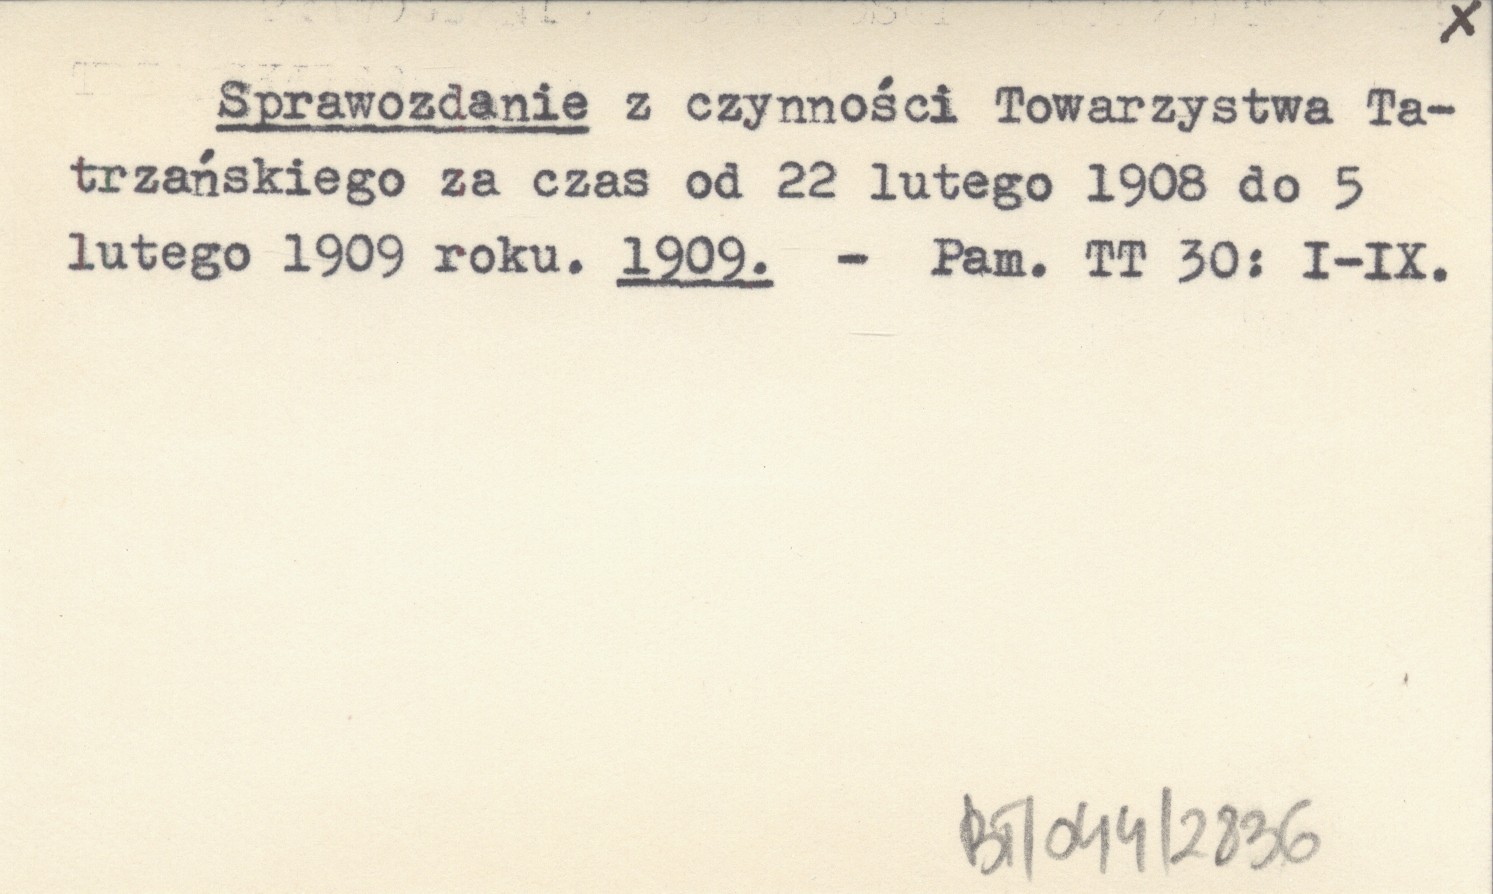 x
Sprawozdanie z czynności Towarzystwa Ta-
trzańskiego za czas od 22 lutego 1908 do 5
lutego 1909 roku. 1909. - Pam. TT 30: I-IX.
BT/044/2836